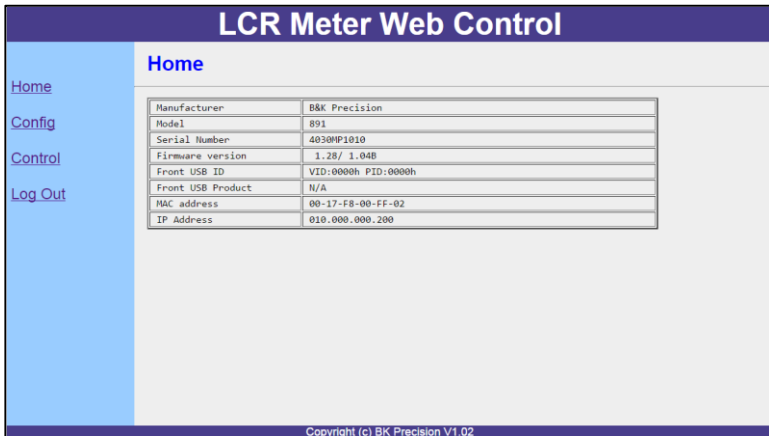 LCR Meter Web Control
Home
Config
Control
Log Out
Home
Manufacturer B&K Precision
Model 891
Serial Number 4030MP1010
Firmware version 1.28/ 1.04B
Front USB ID VID:0000h PID:0000h
Front USB Product N/A
MAC address 00-17-F8-00-FF-02
IP Address 010.000.000.200
Copyright (c) BK Precision V1.02